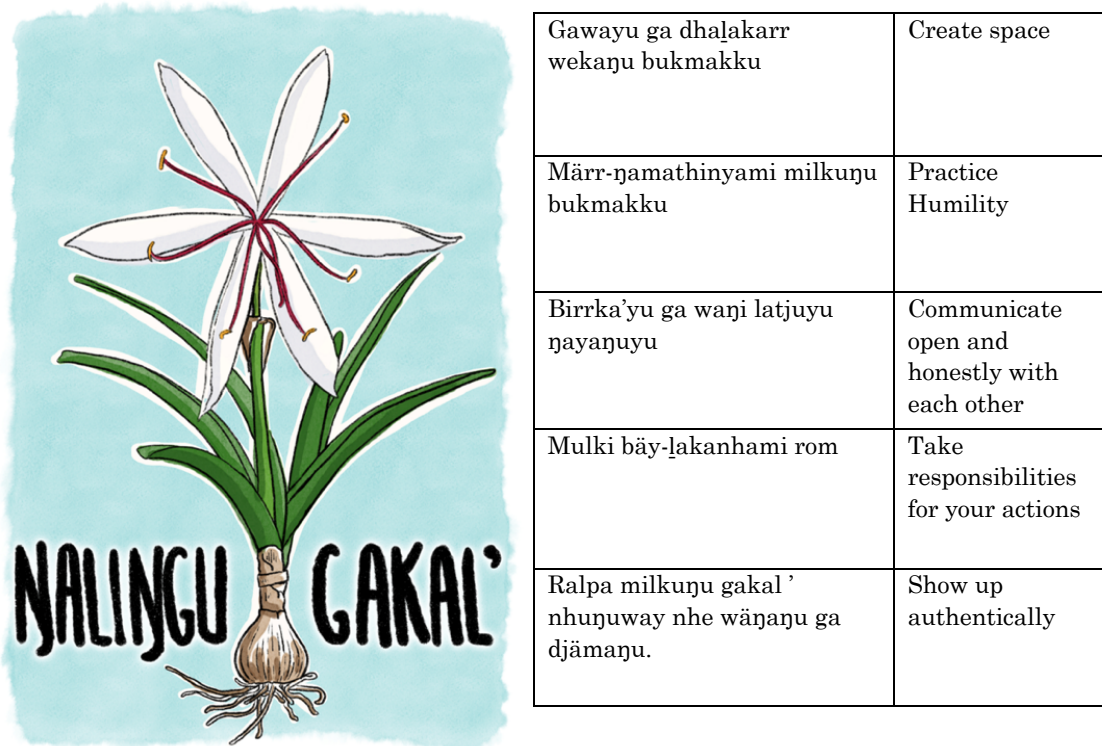 ŊALIŊGU GAKAL’
Gawayu ga dhaḻakarr
wekaŋu bukmakku
Create space
Märr-ŋamathinyami milkuŋu
bukmakku
Practice
Humility
Birrka’yu ga waŋi latjuyu
ŋayaŋuyu
Communicate
open and
honestly with
each other
Mulki bäy-ḻakanhami rom
Take
responsibilities
for your actions
Ralpa milkuŋu gakal ’
nhuŋuway nhe wäŋaŋu ga
djämaŋu.
Show up
authentically